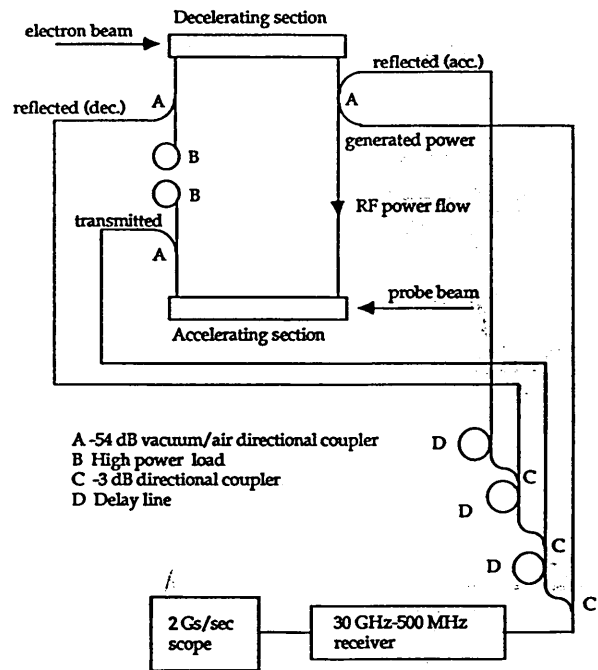 Decelerating section
electron beam
reflected (acc.)
A
A
reflected (dec.)
generated power
B
B
RF power flow
transmitted
A
probe beam
Accelerating section
A -54 dB vacuum/air directional coupler
B High power load
C -3 dB directional coupler
D Delay line
D
C
D
C
D
C
2 Gs/sec
scope
30 GHz-500 MHz
receiver